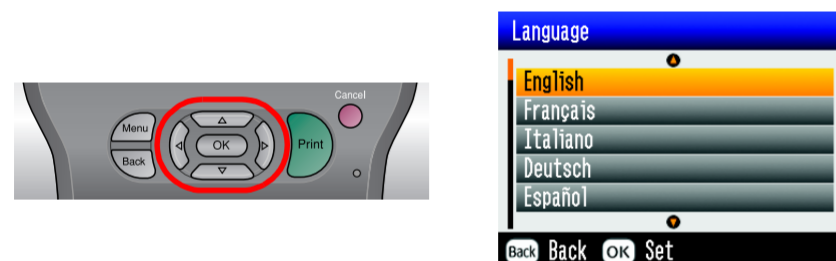 Cancel
Menu
OK
Print
Back
Language
English
Français
Italiano
Deutsch
Español
Back Back OK Set